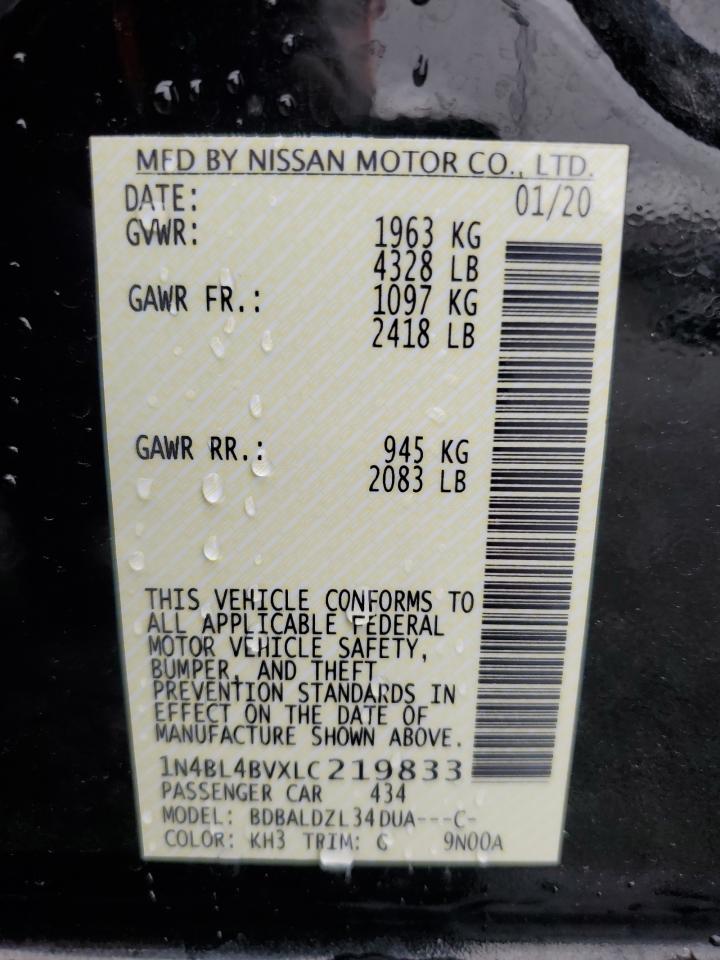 MFD BY NISSAN MOTOR CO., LTD.
DATE: 01/20
GVWR: 1963 KG
4328 LB
GAWR FR.: 1097 KG
2418 LB
GAWR RR.: 945 KG
2083 LB
THIS VEHICLE CONFORMS TO
ALL APPLICABLE FEDERAL
MOTOR VEHICLE SAFETY,
BUMPER, AND THEFT
PREVENTION STANDARDS IN
EFFECT ON THE DATE OF
MANUFACTURE SHOWN ABOVE.
1N4BL4BVXLC219833
PASSENGER CAR 434
MODEL: BDBALDZL34DUA---C-
COLOR: KH3 TRIM: G 9N00A